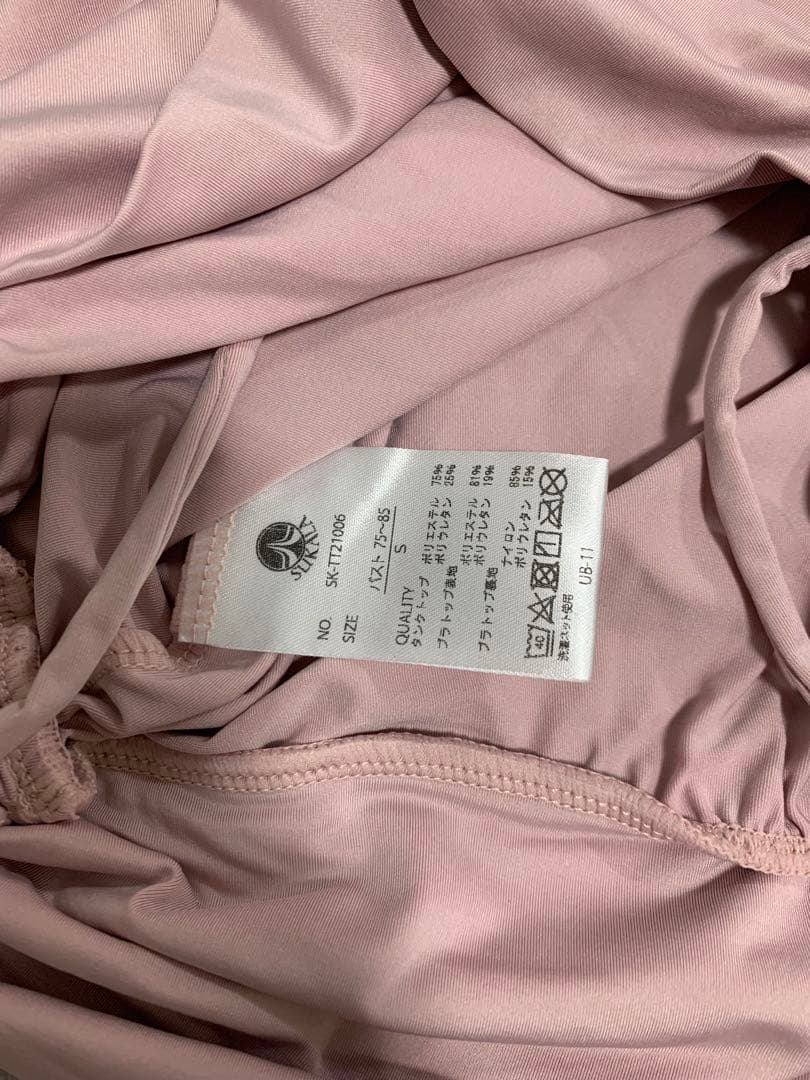 SUKALA
NO. SK-TT21006
SIZE バスト 75~85
S
QUALITY
タンクトップ ポリエステル 75%
ポリウレタン 25%
ブラトップ表地 ポリエステル 81%
ポリウレタン 19%
ブラトップ裏地 ナイロン 85%
ポリウレタン 15%
40
洗濯ネット使用 UB-11